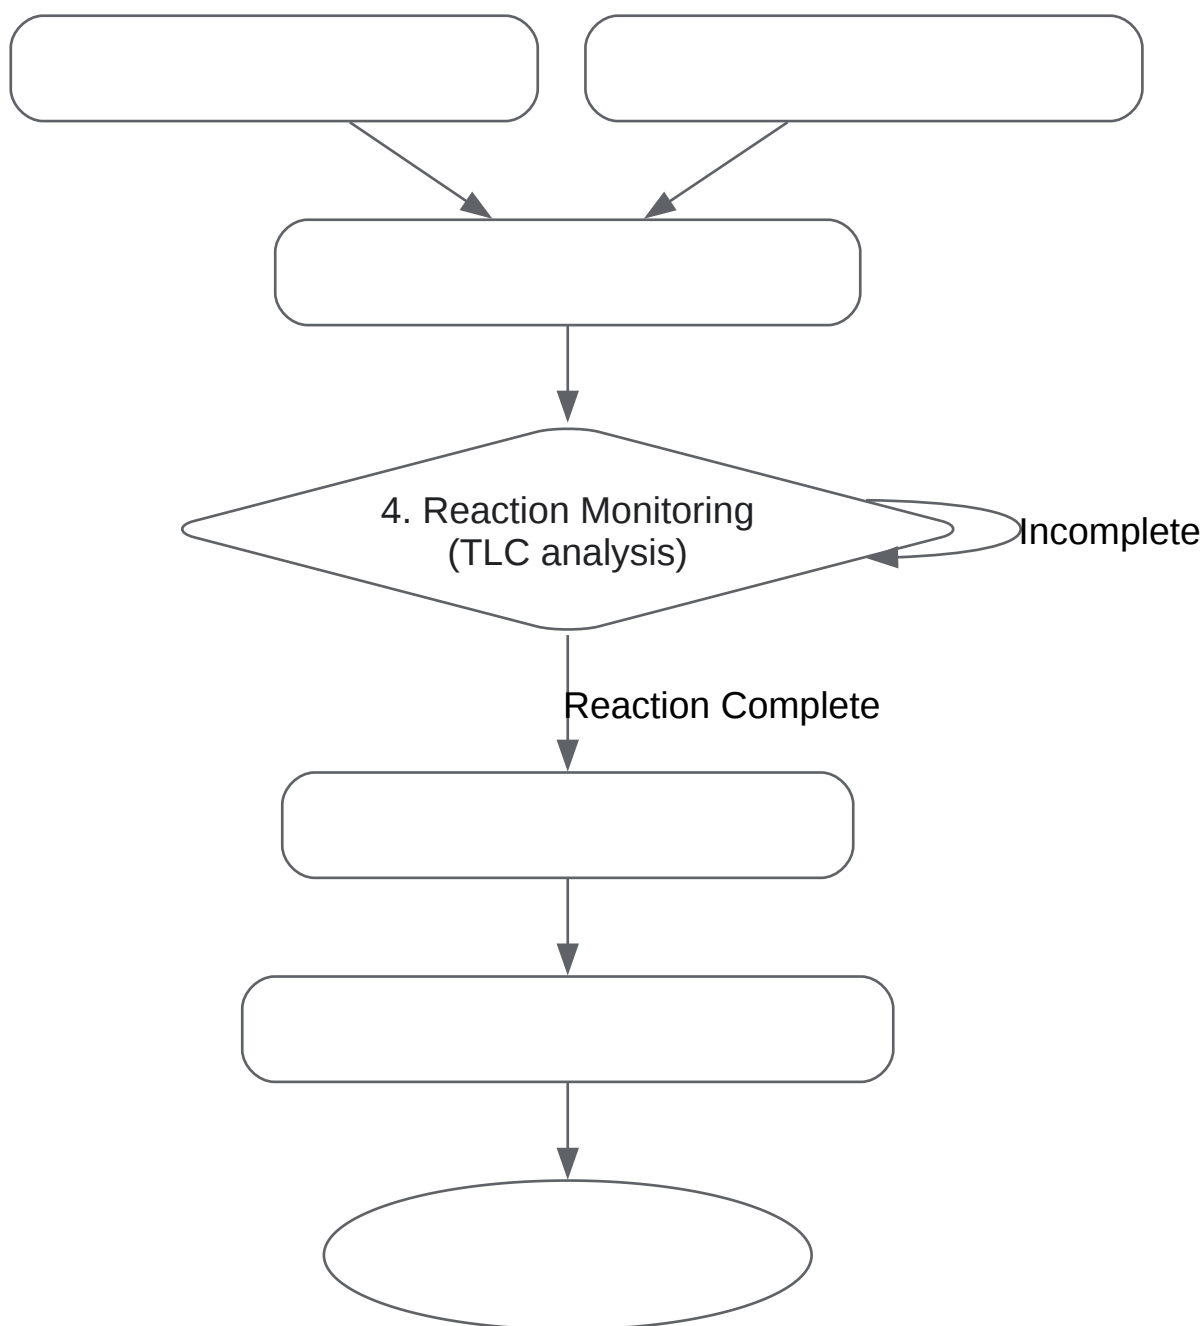 4. Reaction Monitoring
(TLC analysis)
Incomplete
Reaction Complete